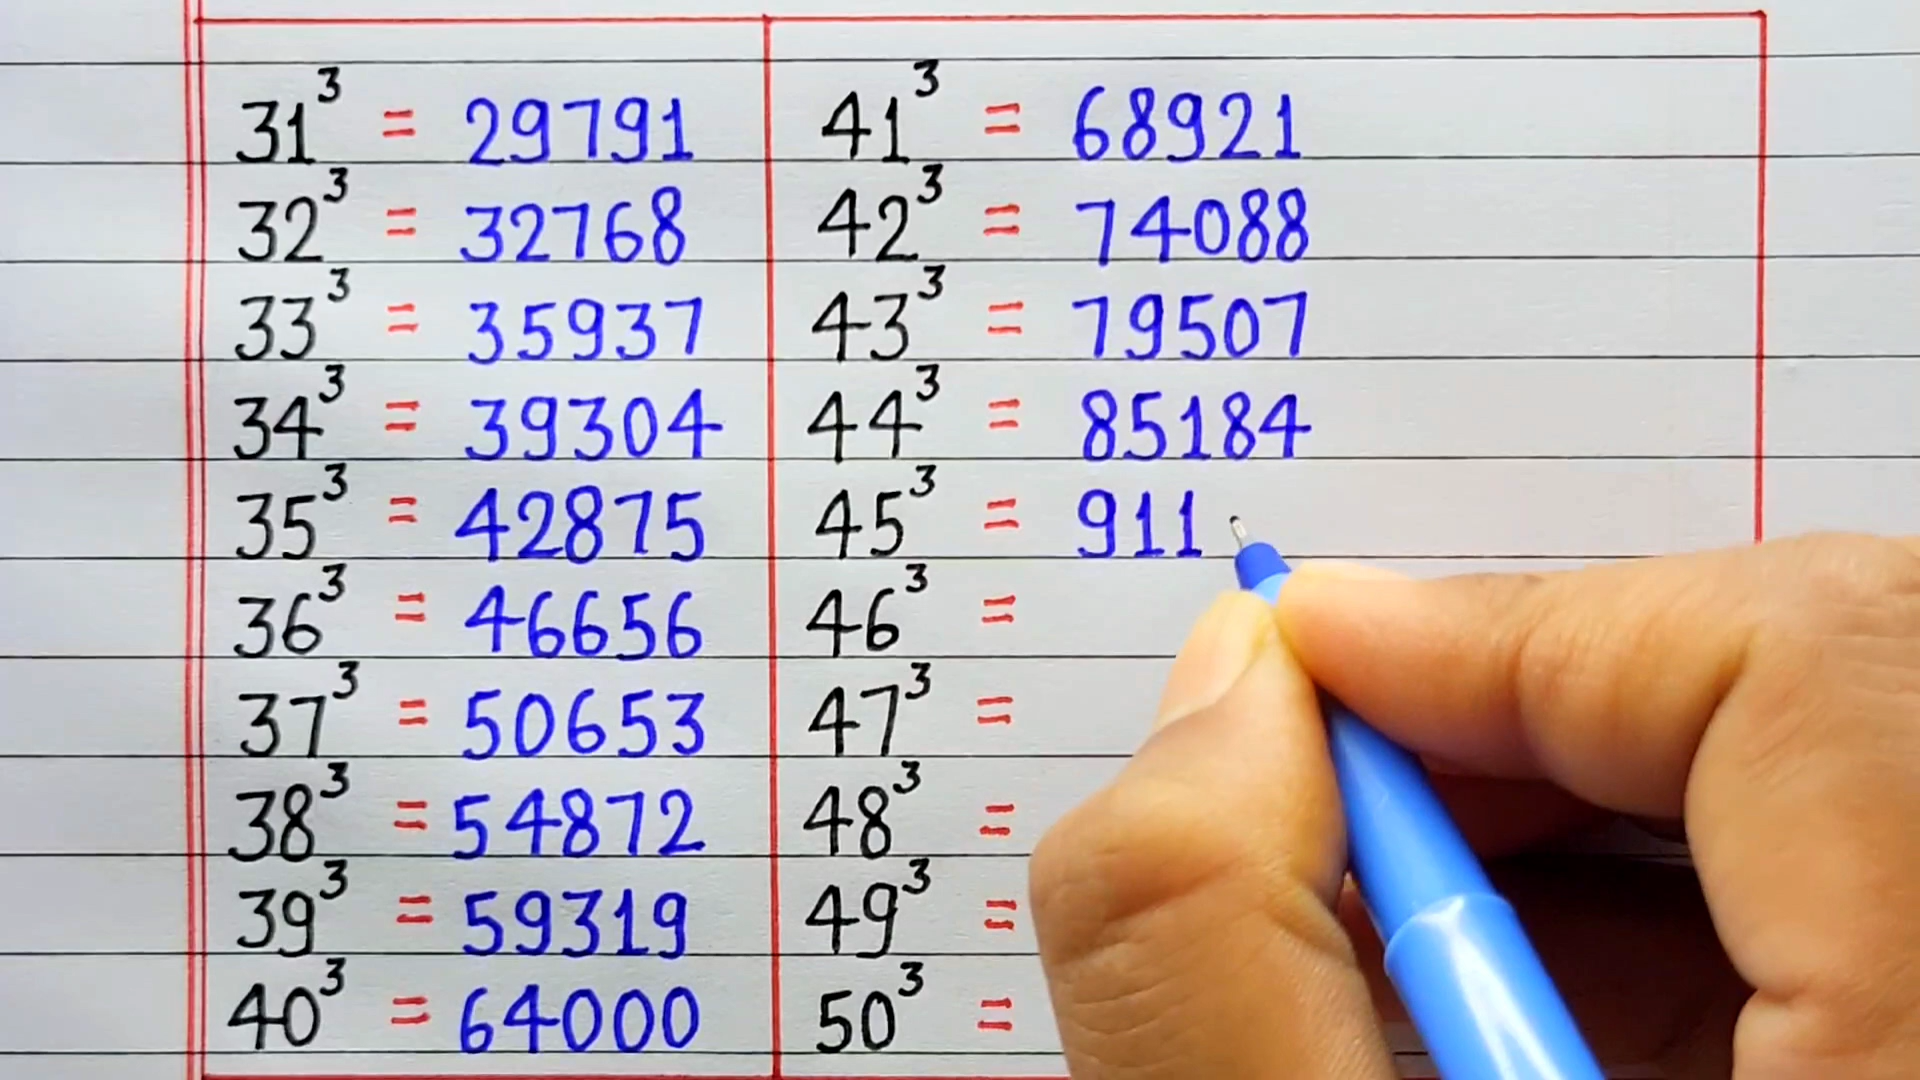 31³ = 29791
32³ = 32768
33³ = 35937
34³ = 39304
35³ = 42875
36³ = 46656
37³ = 50653
38³ = 54872
39³ = 59319
40³ = 64000
41³ = 68921
42³ = 74088
43³ = 79507
44³ = 85184
45³ = 911
46³ =
47³ =
48³ =
49³ =
50³ =